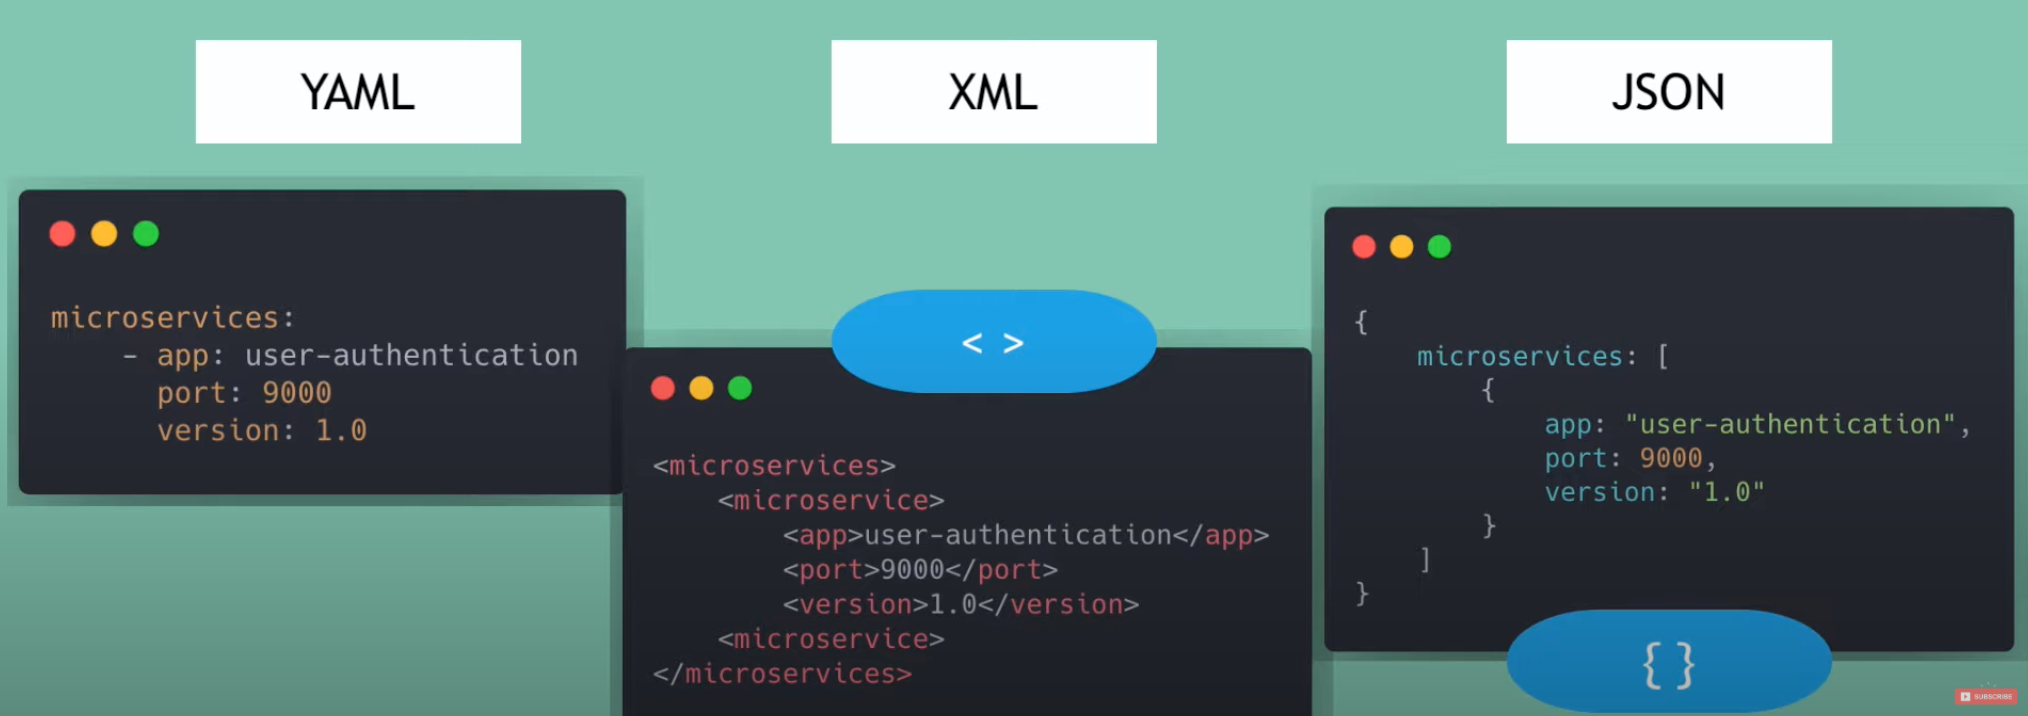 YAML
microservices:
- app: user-authentication
port: 9000
version: 1.0
XML
< >
<microservices>
<microservice>
<app>user-authentication</app>
<port>9000</port>
<version>1.0</version>
<microservice>
</microservices>
JSON
{
microservices: [
{
app: "user-authentication",
port: 9000,
version: "1.0"
}
]
}
{ }
SUBSCRIBE